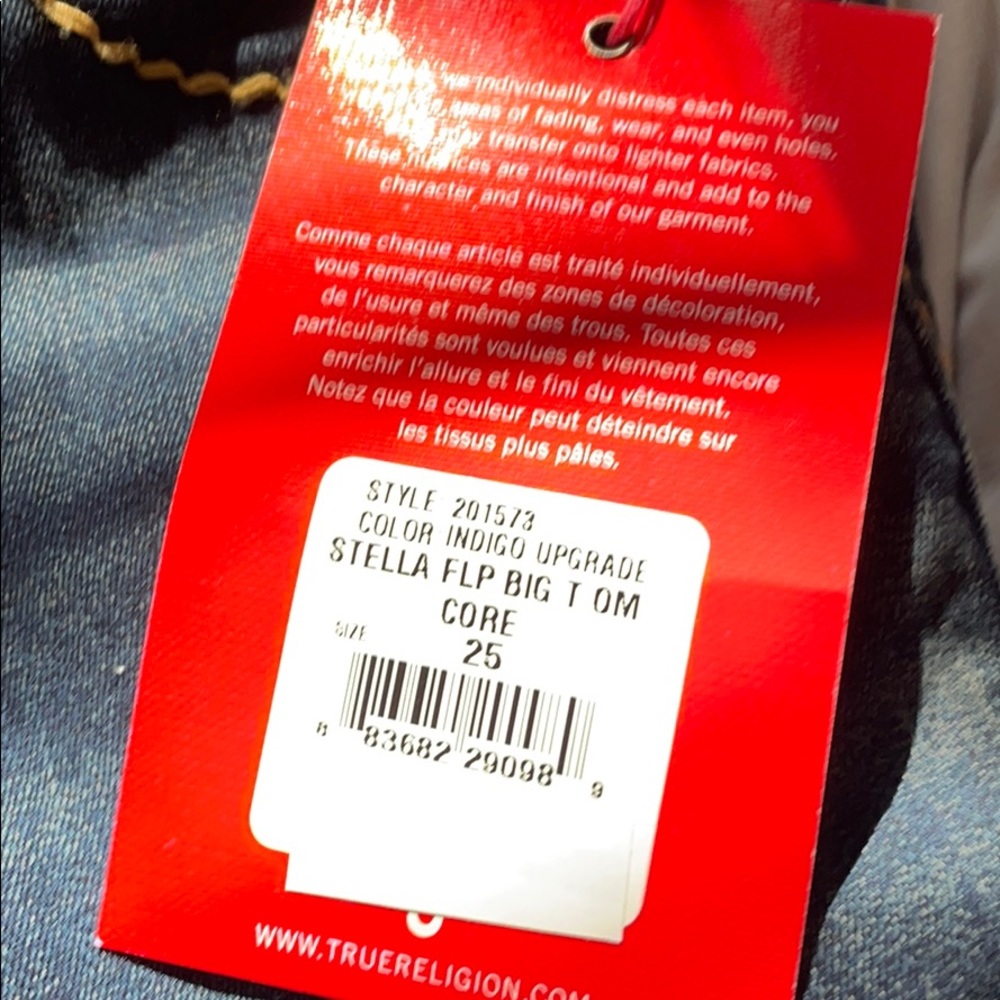 we individually distress each item, you
areas of fading, wear, and even holes,
may transfer onto lighter fabrics.
These nuances are intentional and add to the
character and finish of our garment.
Comme chaque article est traité individuellement,
vous remarquerez des zones de décoloration,
de l'usure et même des trous. Toutes ces
particularités sont voulues et viennent encore
enrichir l'allure et le fini du vêtement.
Notez que la couleur peut déteindre sur
les tissus plus pâles.
STYLE 201573
COLOR INDIGO UPGRADE
STELLA FLP BIG T OM
CORE
SIZE 25
8 83682 29098 9
WWW.TRUERELIGION.COM